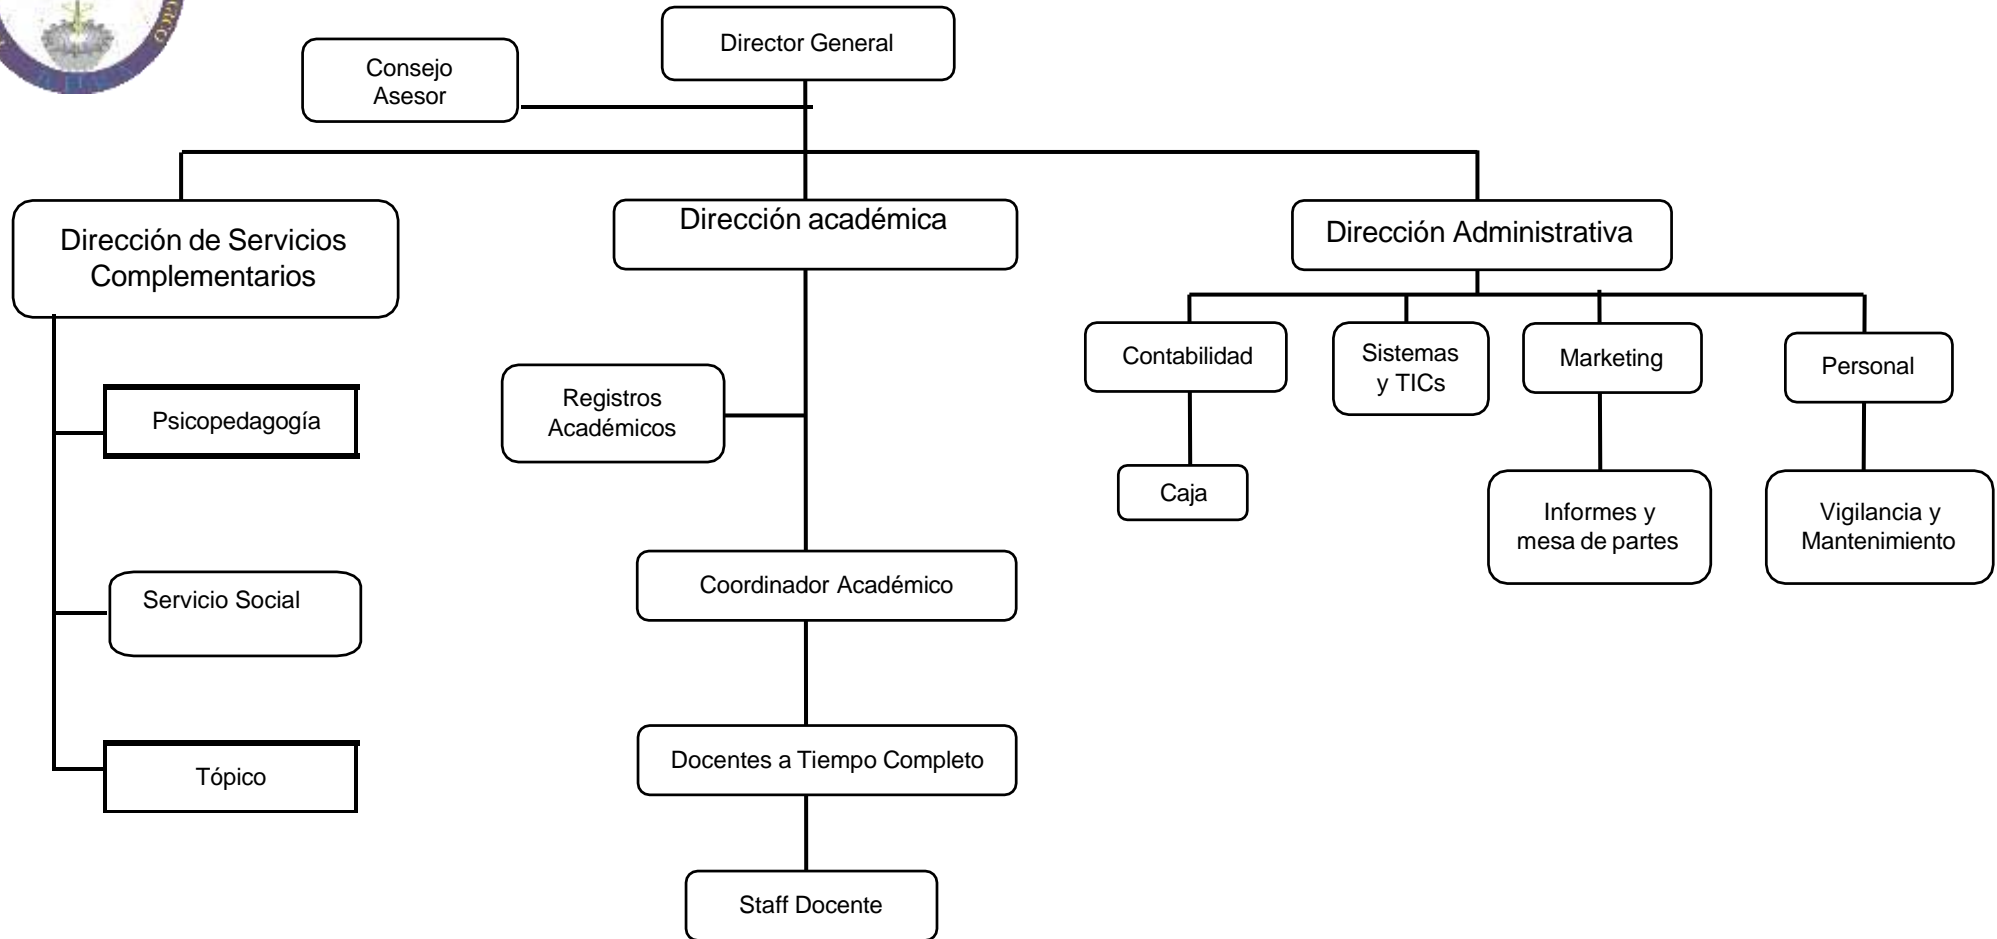 Director General
Consejo
Asesor
Dirección de Servicios
Complementarios
Dirección académica
Dirección Administrativa
Contabilidad
Sistemas
y TICs
Marketing
Personal
Psicopedagogía
Registros
Académicos
Caja
Informes y
mesa de partes
Vigilancia y
Mantenimiento
Servicio Social
Coordinador Académico
Tópico
Docentes a Tiempo Completo
Staff Docente